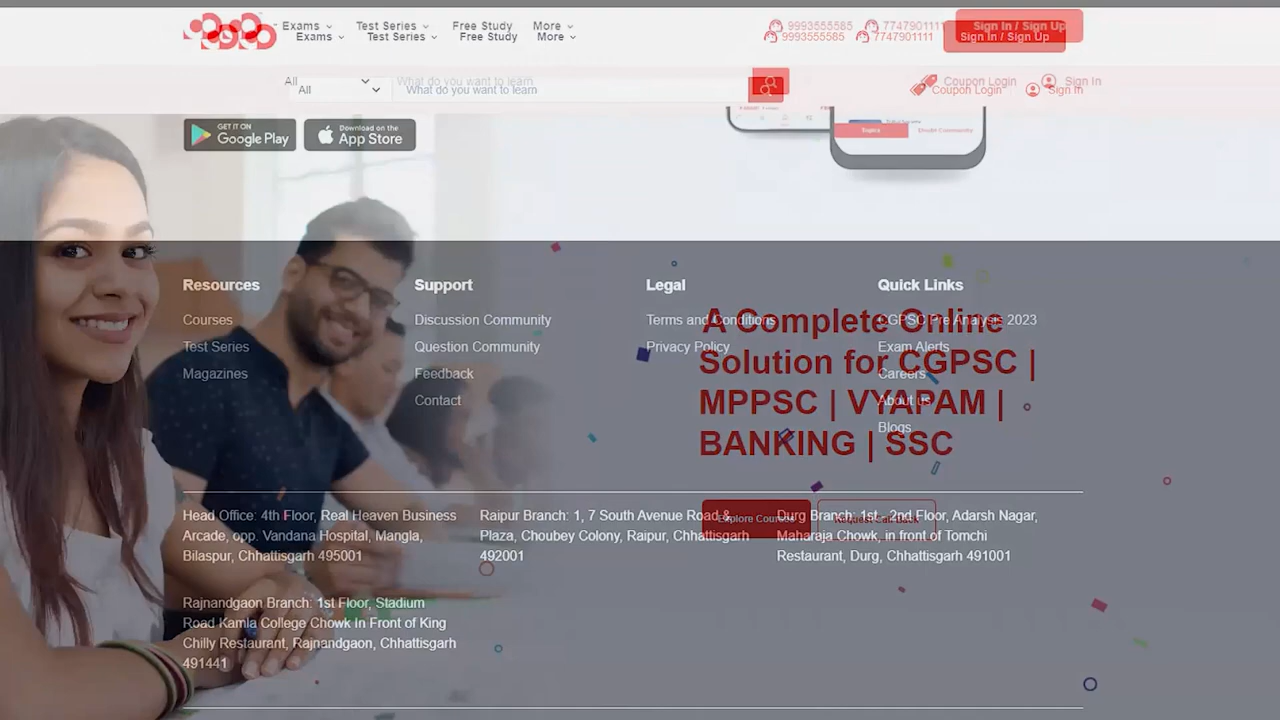 Exams Test Series Free Study More 9993555585 7747901111 Sign In / Sign Up
Exams Test Series Free Study More 9993555585 7747901111 Sign In / Sign Up
All What do you want to learn Coupon Login Sign In
All What do you want to learn Coupon Login Sign In
GET IT ON
Google Play
Download on the
App Store
Topics Doubt Community
Resources
Courses
Test Series
Magazines
Support
Discussion Community
Question Community
Feedback
Contact
Legal
Terms and Conditions
Privacy Policy
Quick Links
CGPSC Pre Analysis 2023
Exam Alerts
Careers
About us
Blogs
A Complete Online
Solution for CGPSC |
MPPSC | VYAPAM |
BANKING | SSC
Explore Courses
Request Call Back
Head Office: 4th Floor, Real Heaven Business
Arcade, opp. Vandana Hospital, Mangla,
Bilaspur, Chhattisgarh 495001
Raipur Branch: 1, 7 South Avenue Road &
Plaza, Choubey Colony, Raipur, Chhattisgarh
492001
Durg Branch: 1st - 2nd Floor, Adarsh Nagar,
Maharaja Chowk, in front of Tomchi
Restaurant, Durg, Chhattisgarh 491001
Rajnandgaon Branch: 1st Floor, Stadium
Road Kamla College Chowk In Front of King
Chilly Restaurant, Rajnandgaon, Chhattisgarh
491441